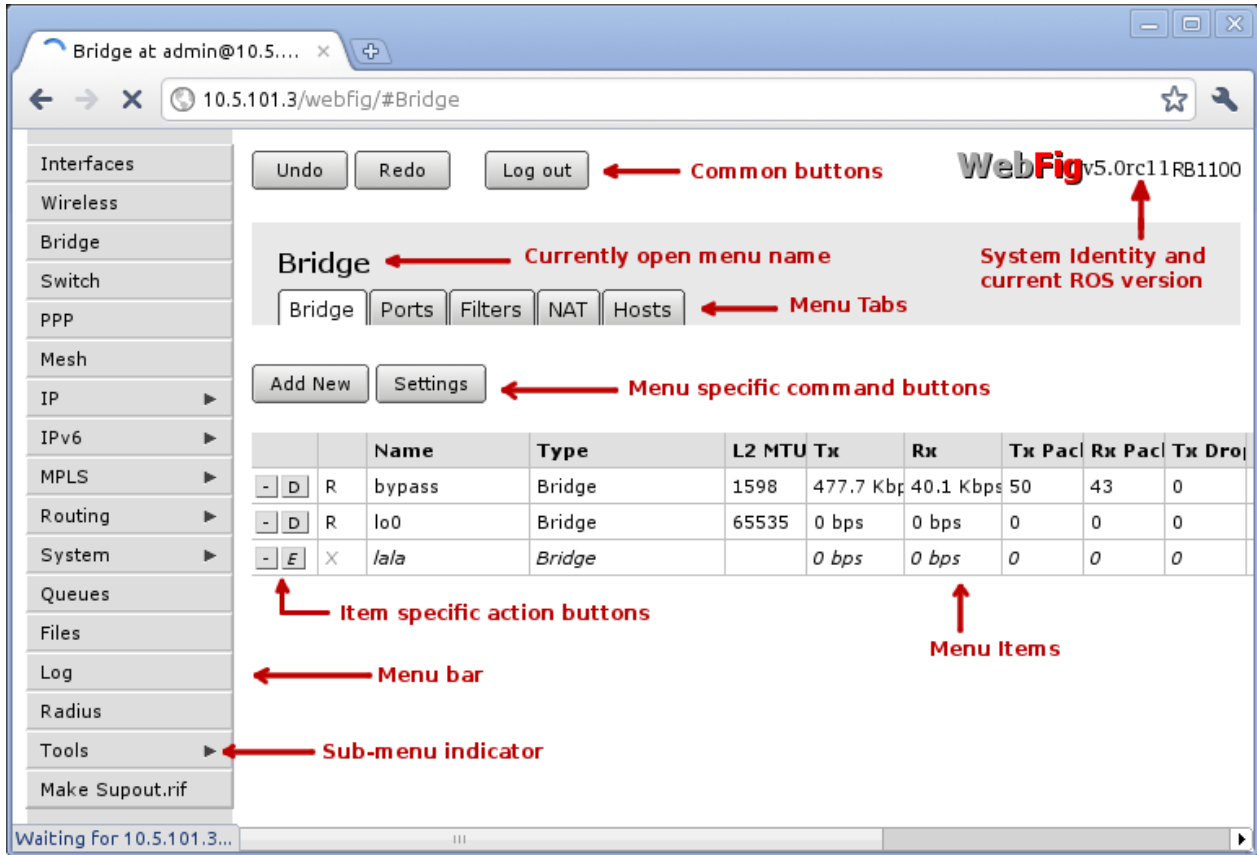 Bridge at admin@10.5....
10.5.101.3/webfig/#Bridge
Interfaces
Wireless
Bridge
Switch
PPP
Mesh
IP
IPv6
MPLS
Routing
System
Queues
Files
Log
Radius
Tools
Make Supout.rif
Undo Redo Log out
Common buttons
WebFig v5.0rc11 RB1100
System Identity and
current ROS version
Bridge
Currently open menu name
Bridge Ports Filters NAT Hosts
Menu Tabs
Add New Settings
Menu specific command buttons
Name Type L2 MTU Tx Rx Tx Pac Rx Pac Tx Dro
- D R bypass Bridge 1598 477.7 Kbp 40.1 Kbps 50 43 0
- D R lo0 Bridge 65535 0 bps 0 bps 0 0 0
- E X lala Bridge 0 bps 0 bps 0 0 0
Item specific action buttons
Menu Items
Menu bar
Sub-menu indicator
Waiting for 10.5.101.3...